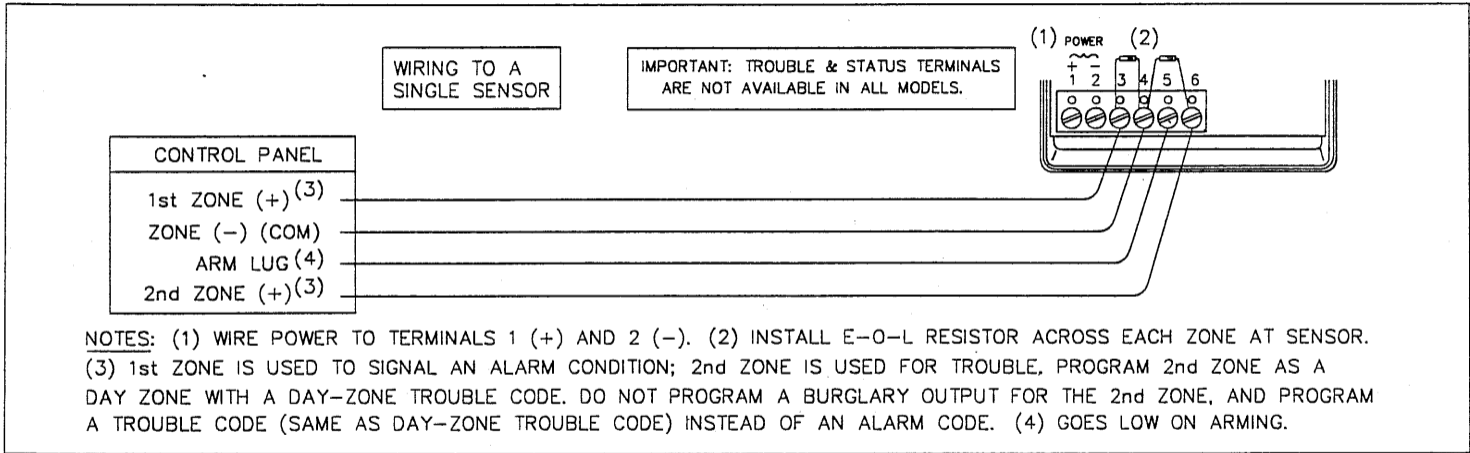 WIRING TO A
SINGLE SENSOR
IMPORTANT: TROUBLE & STATUS TERMINALS
ARE NOT AVAILABLE IN ALL MODELS.
(1) POWER (2)
+ −
1 2 3 4 5 6
CONTROL PANEL
1st ZONE (+)(3)
ZONE (−) (COM)
ARM LUG(4)
2nd ZONE (+)(3)
NOTES: (1) WIRE POWER TO TERMINALS 1 (+) AND 2 (−). (2) INSTALL E-O-L RESISTOR ACROSS EACH ZONE AT SENSOR.
(3) 1st ZONE IS USED TO SIGNAL AN ALARM CONDITION; 2nd ZONE IS USED FOR TROUBLE, PROGRAM 2nd ZONE AS A
DAY ZONE WITH A DAY-ZONE TROUBLE CODE. DO NOT PROGRAM A BURGLARY OUTPUT FOR THE 2nd ZONE, AND PROGRAM
A TROUBLE CODE (SAME AS DAY-ZONE TROUBLE CODE) INSTEAD OF AN ALARM CODE. (4) GOES LOW ON ARMING.